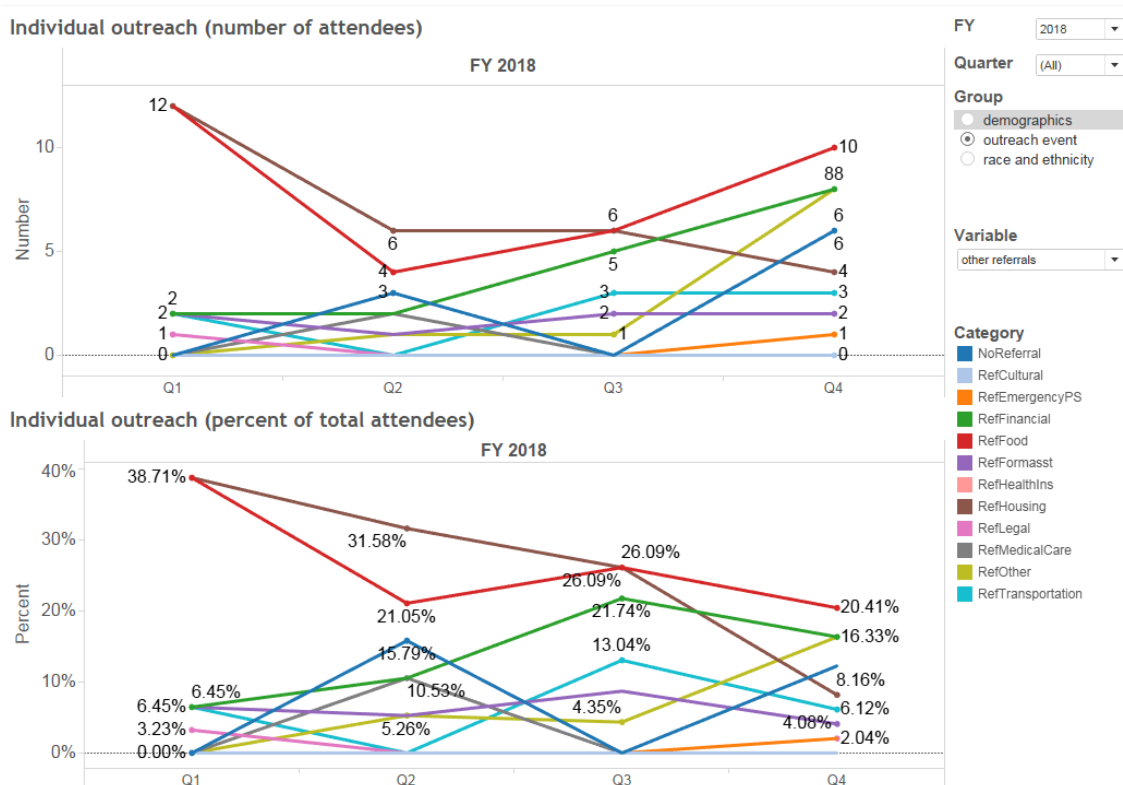 Individual outreach (number of attendees)
FY 2018
12
10
10
88
6
6
6
6
5
5
4
4
4
3
3
3
2
2
2
2
1
1
1
0
0
0
Number
Q1
Q2
Q3
Q4
Individual outreach (percent of total attendees)
FY 2018
40%
38.71%
31.58%
30%
26.09%
26.09%
21.74%
21.05%
20.41%
20%
16.33%
15.79%
13.04%
10.53%
10%
8.16%
6.45%
6.45%
6.12%
5.26%
4.35%
4.08%
3.23%
2.04%
0.00%
0%
Percent
Q1
Q2
Q3
Q4
FY
2018
Quarter
(All)
Group
demographics
outreach event
race and ethnicity
Variable
other referrals
Category
NoReferral
RefCultural
RefEmergencyPS
RefFinancial
RefFood
RefFormasst
RefHealthIns
RefHousing
RefLegal
RefMedicalCare
RefOther
RefTransportation